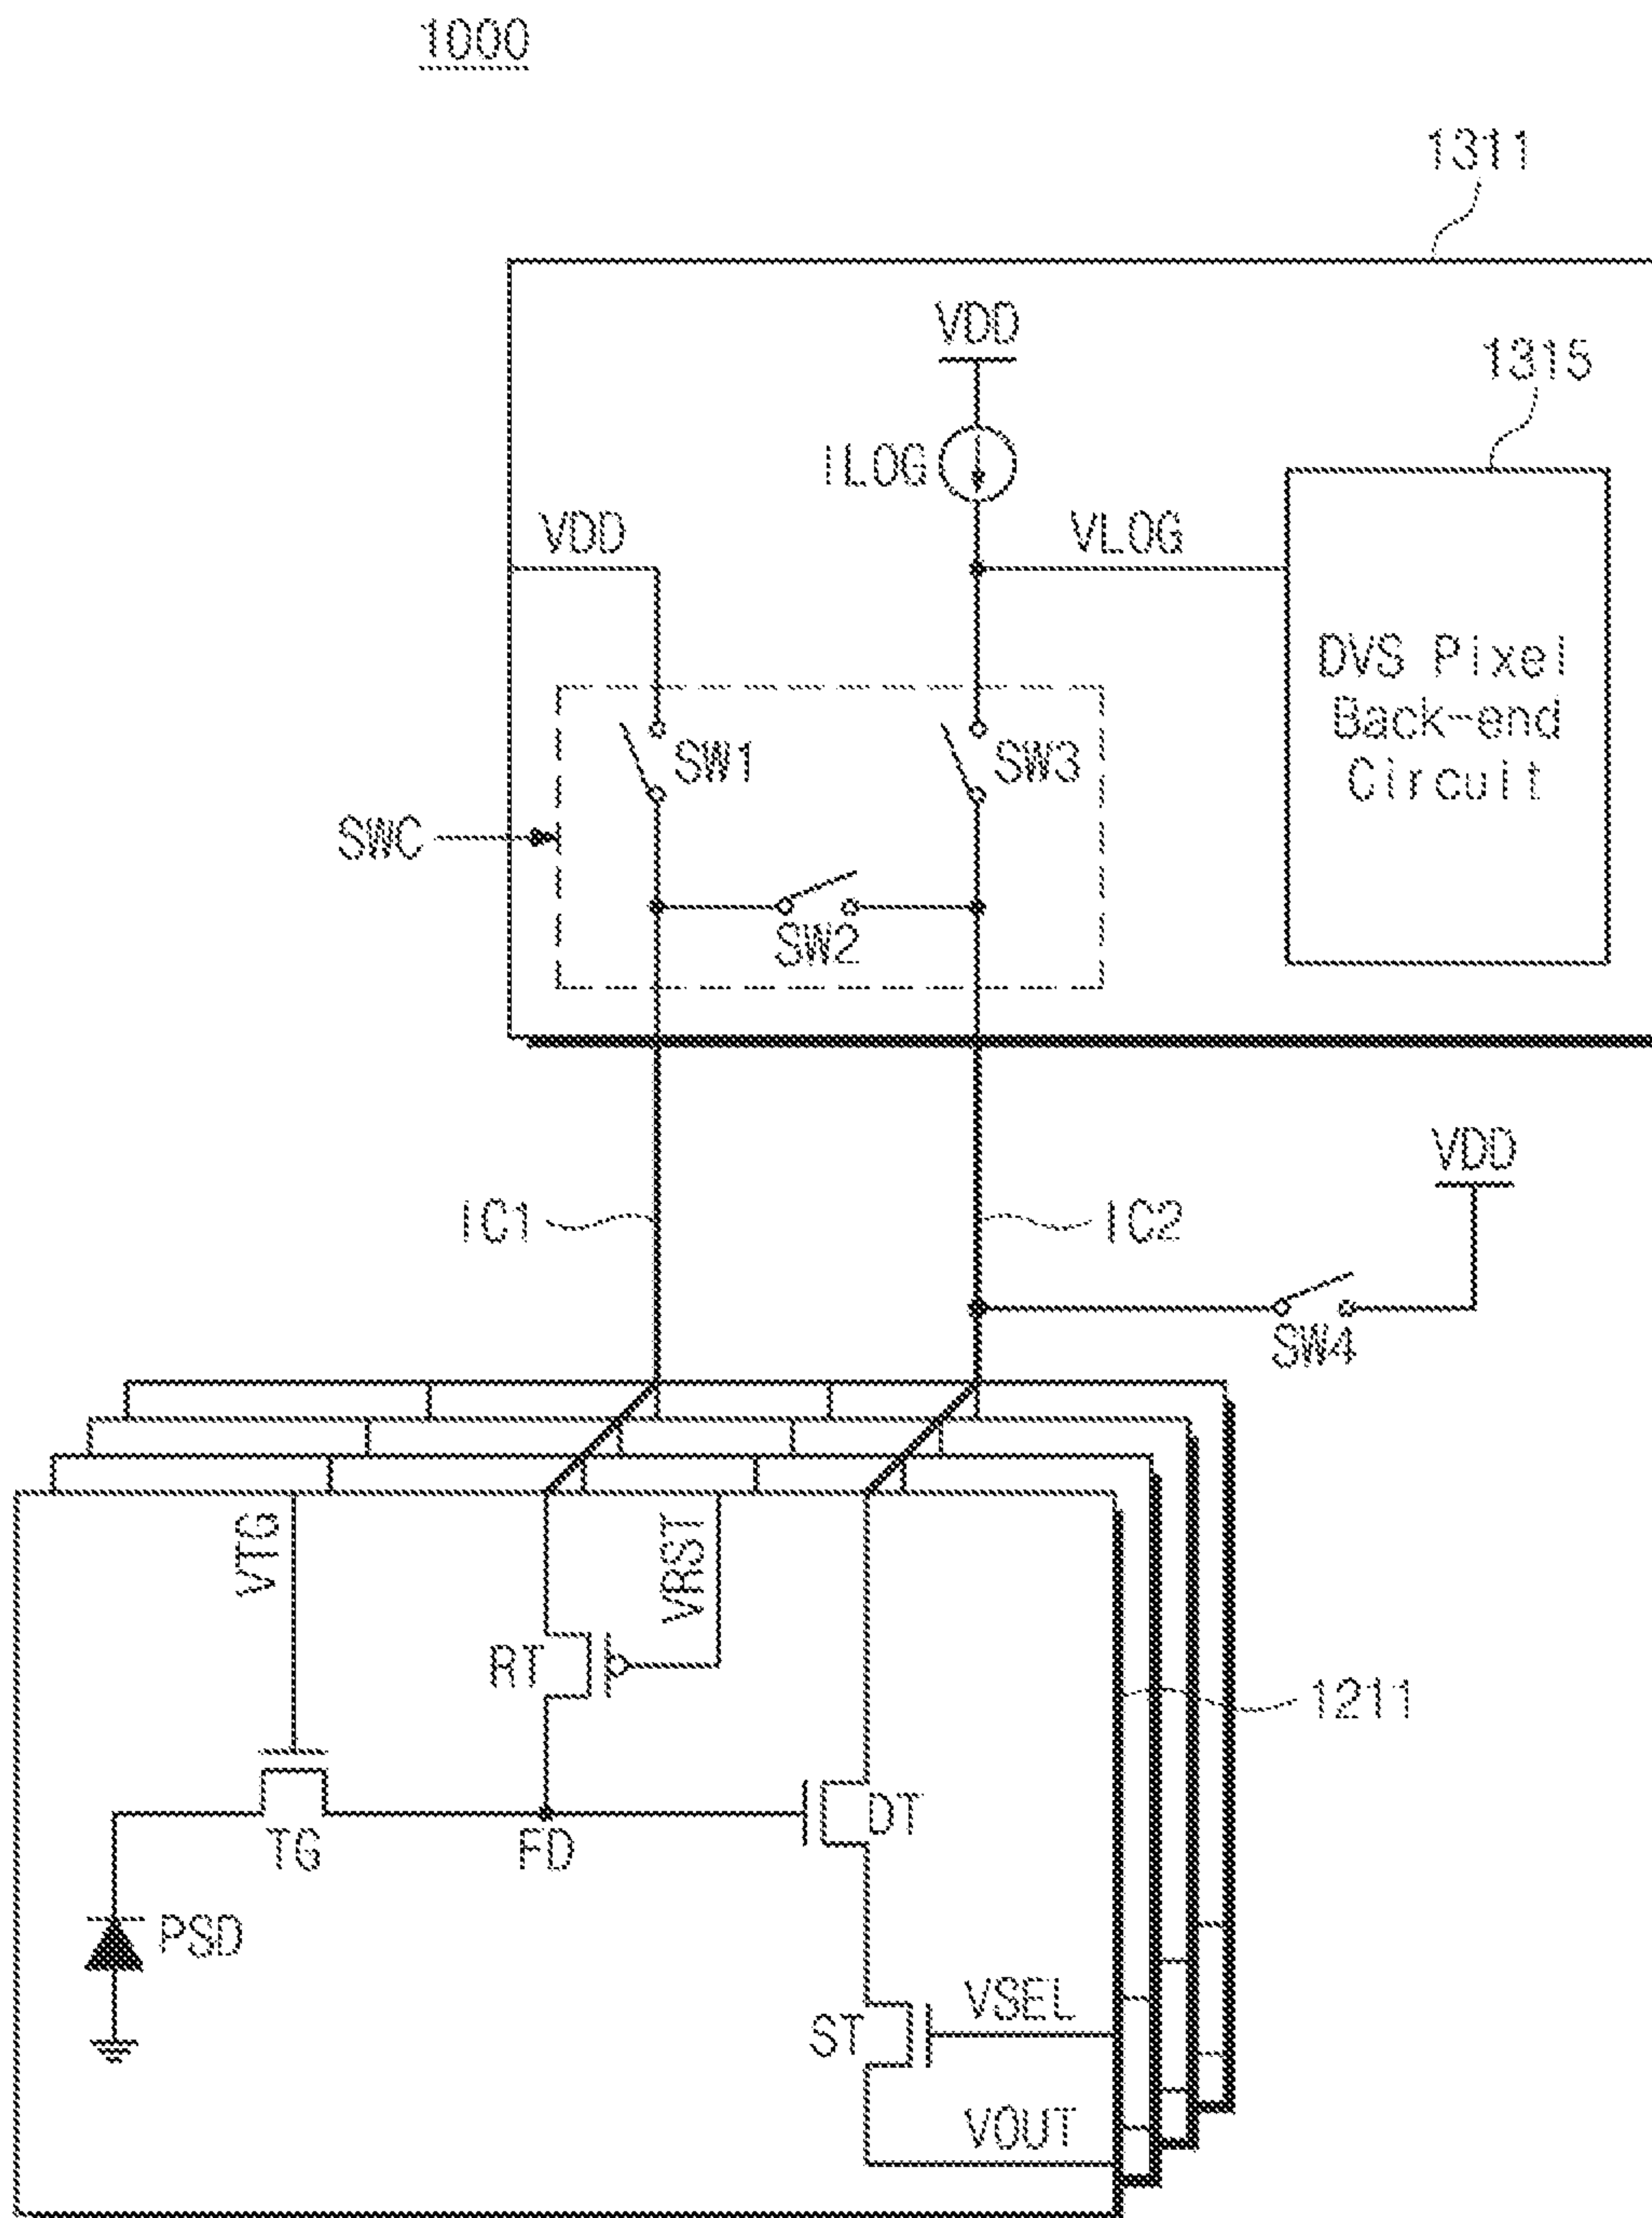 1000
1311
VDD
1315
ILOG
VDD
VLOG
DVS Pixel
Back-end
Circuit
SW1
SW3
SWC
SW2
VDD
IC1
IC2
SW4
VTG
VRST
RT
1211
DT
TG
FD
PSD
VSEL
ST
VOUT